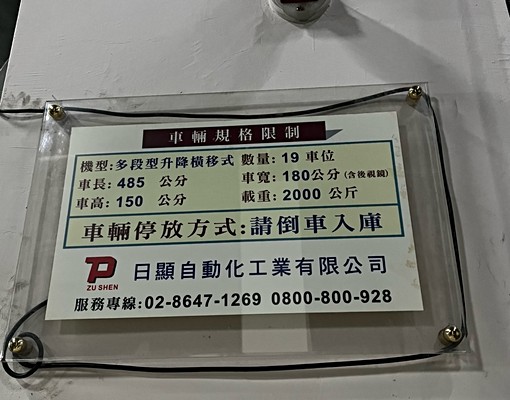 車輛規格限制
機型:多段型升降橫移式 數量: 19 車位
車長: 485 公分 車寬: 180公分(含後視鏡)
車高: 150 公分 載重: 2000 公斤
車輛停放方式:請倒車入庫
ZU SHEN 日顯自動化工業有限公司
服務專線:02-8647-1269 0800-800-928